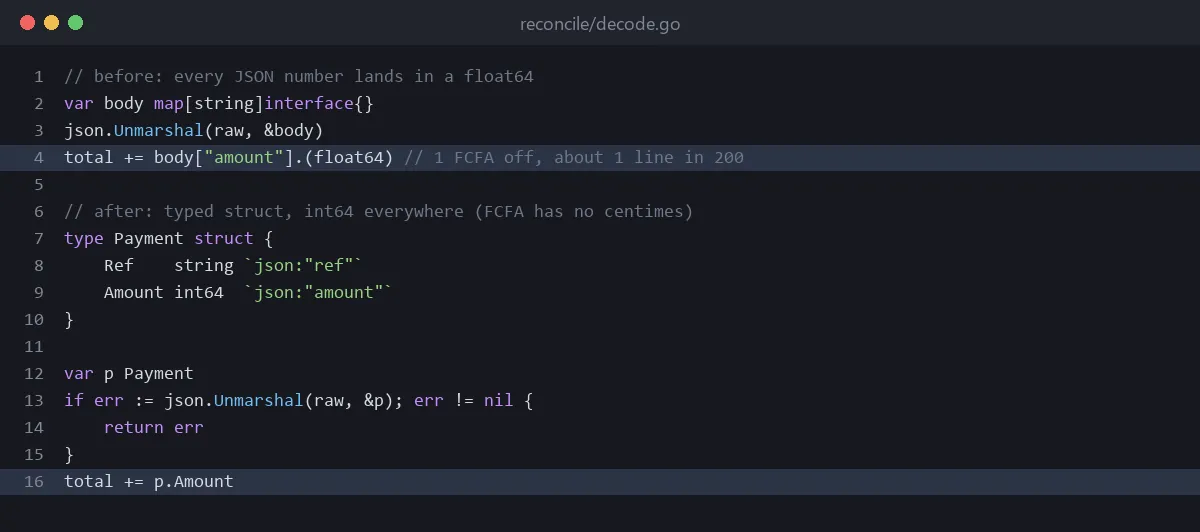 reconcile/decode.go
1 // before: every JSON number lands in a float64
2 var body map[string]interface{}
3 json.Unmarshal(raw, &body)
4 total += body["amount"].(float64) // 1 FCFA off, about 1 line in 200
5
6 // after: typed struct, int64 everywhere (FCFA has no centimes)
7 type Payment struct {
8     Ref    string `json:"ref"`
9     Amount int64  `json:"amount"`
10 }
11
12 var p Payment
13 if err := json.Unmarshal(raw, &p); err != nil {
14     return err
15 }
16 total += p.Amount